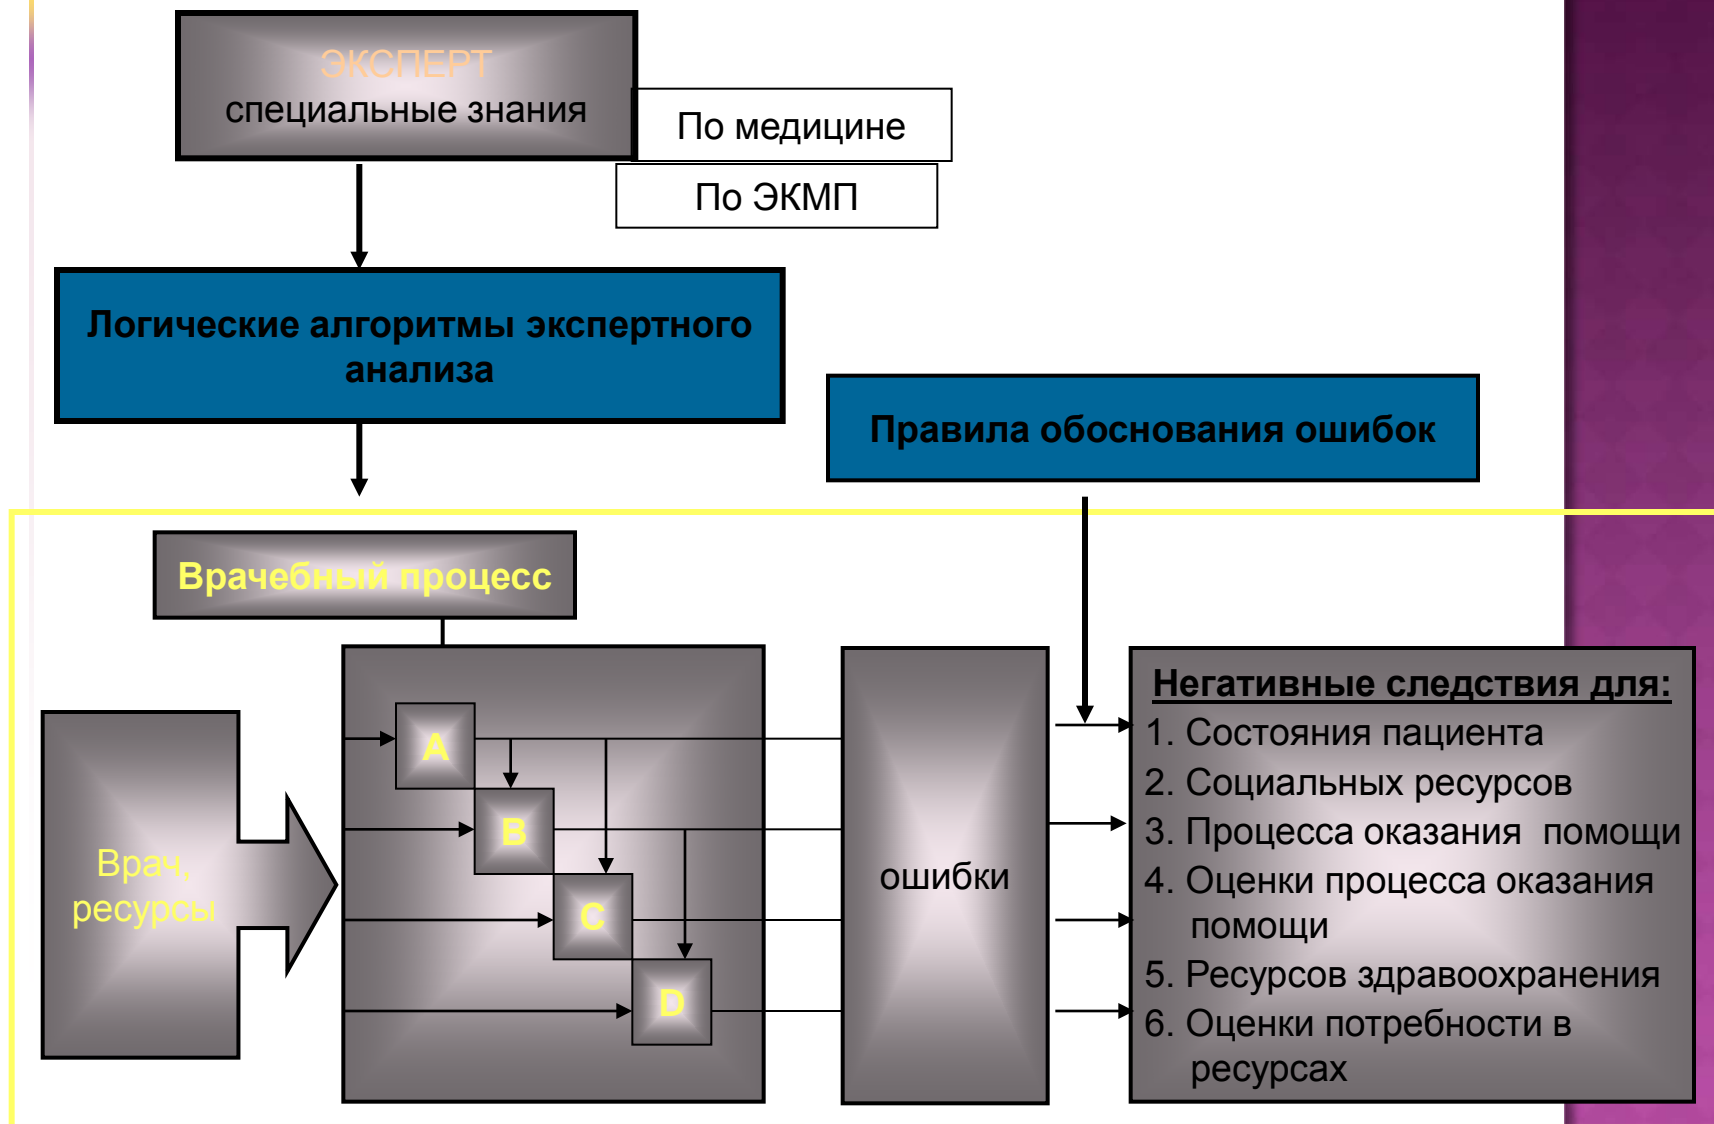 ЭКСПЕРТ
специальные знания
По медицине
По ЭКМП
Логические алгоритмы экспертного
анализа
Правила обоснования ошибок
Врачебный процесс
Врач,
ресурсы
A
B
C
D
ошибки
Негативные следствия для:
1. Состояния пациента
2. Социальных ресурсов
3. Процесса оказания помощи
4. Оценки процесса оказания
помощи
5. Ресурсов здравоохранения
6. Оценки потребности в
ресурсах